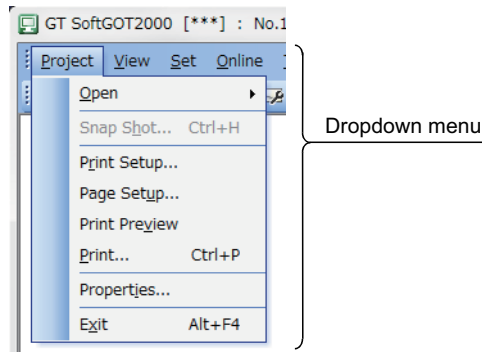 GT SoftGOT2000 [***] : No.1
Project View Set Online
Open
Snap Shot... Ctrl+H
Print Setup...
Page Setup...
Print Preview
Print... Ctrl+P
Properties...
Exit Alt+F4
Dropdown menu